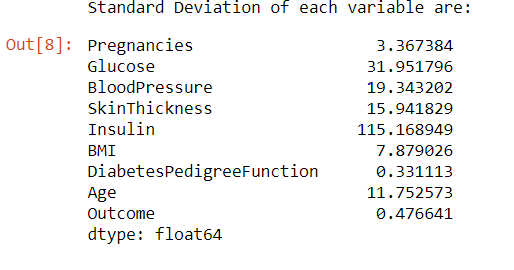 Standard Deviation of each variable are:
Out[8]: Pregnancies 3.367384
Glucose 31.951796
BloodPressure 19.343202
SkinThickness 15.941829
Insulin 115.168949
BMI 7.879026
DiabetesPedigreeFunction 0.331113
Age 11.752573
Outcome 0.476641
dtype: float64